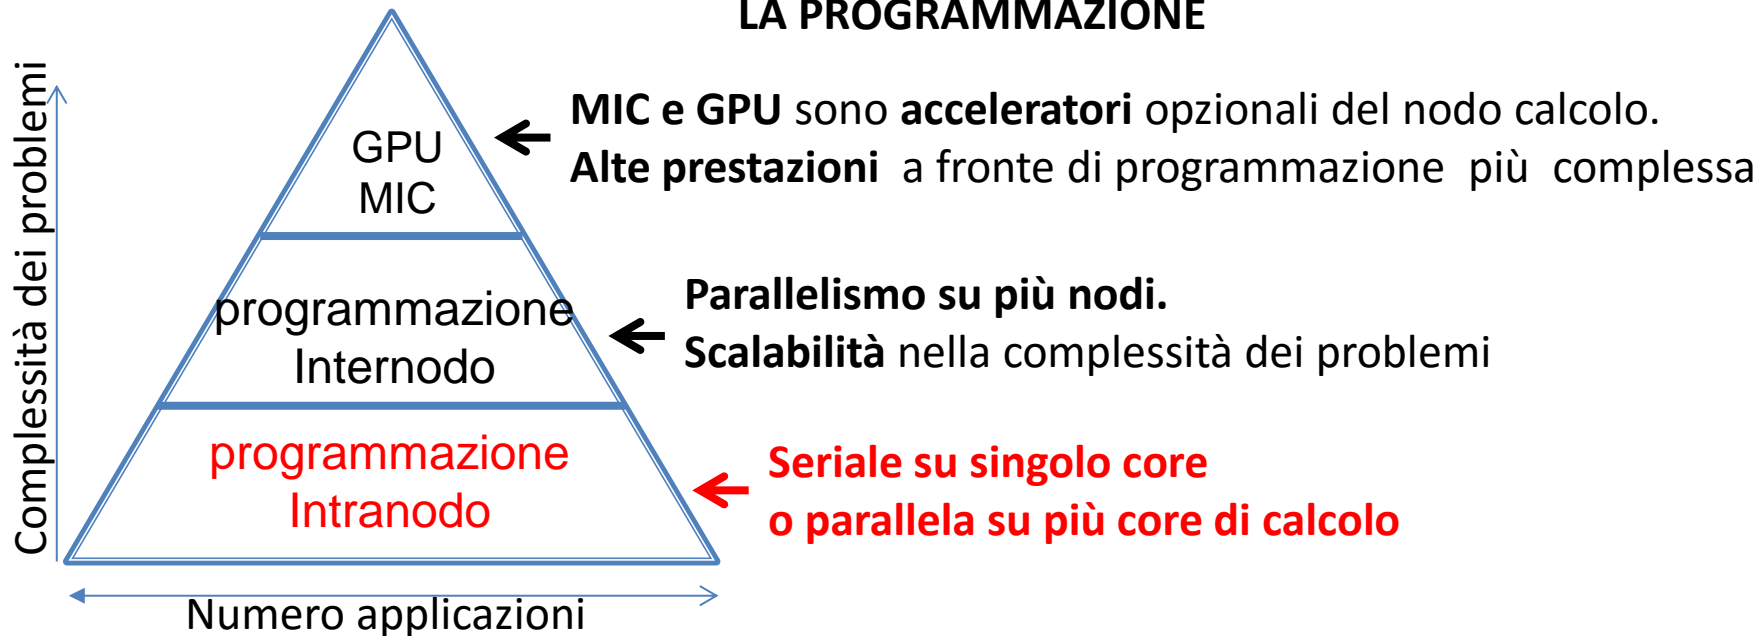 LA PROGRAMMAZIONE
Complessità dei problemi
GPU
MIC
MIC e GPU sono acceleratori opzionali del nodo calcolo.
Alte prestazioni a fronte di programmazione più complessa
programmazione
Internodo
Parallelismo su più nodi.
Scalabilità nella complessità dei problemi
programmazione
Intranodo
Seriale su singolo core
o parallela su più core di calcolo
Numero applicazioni